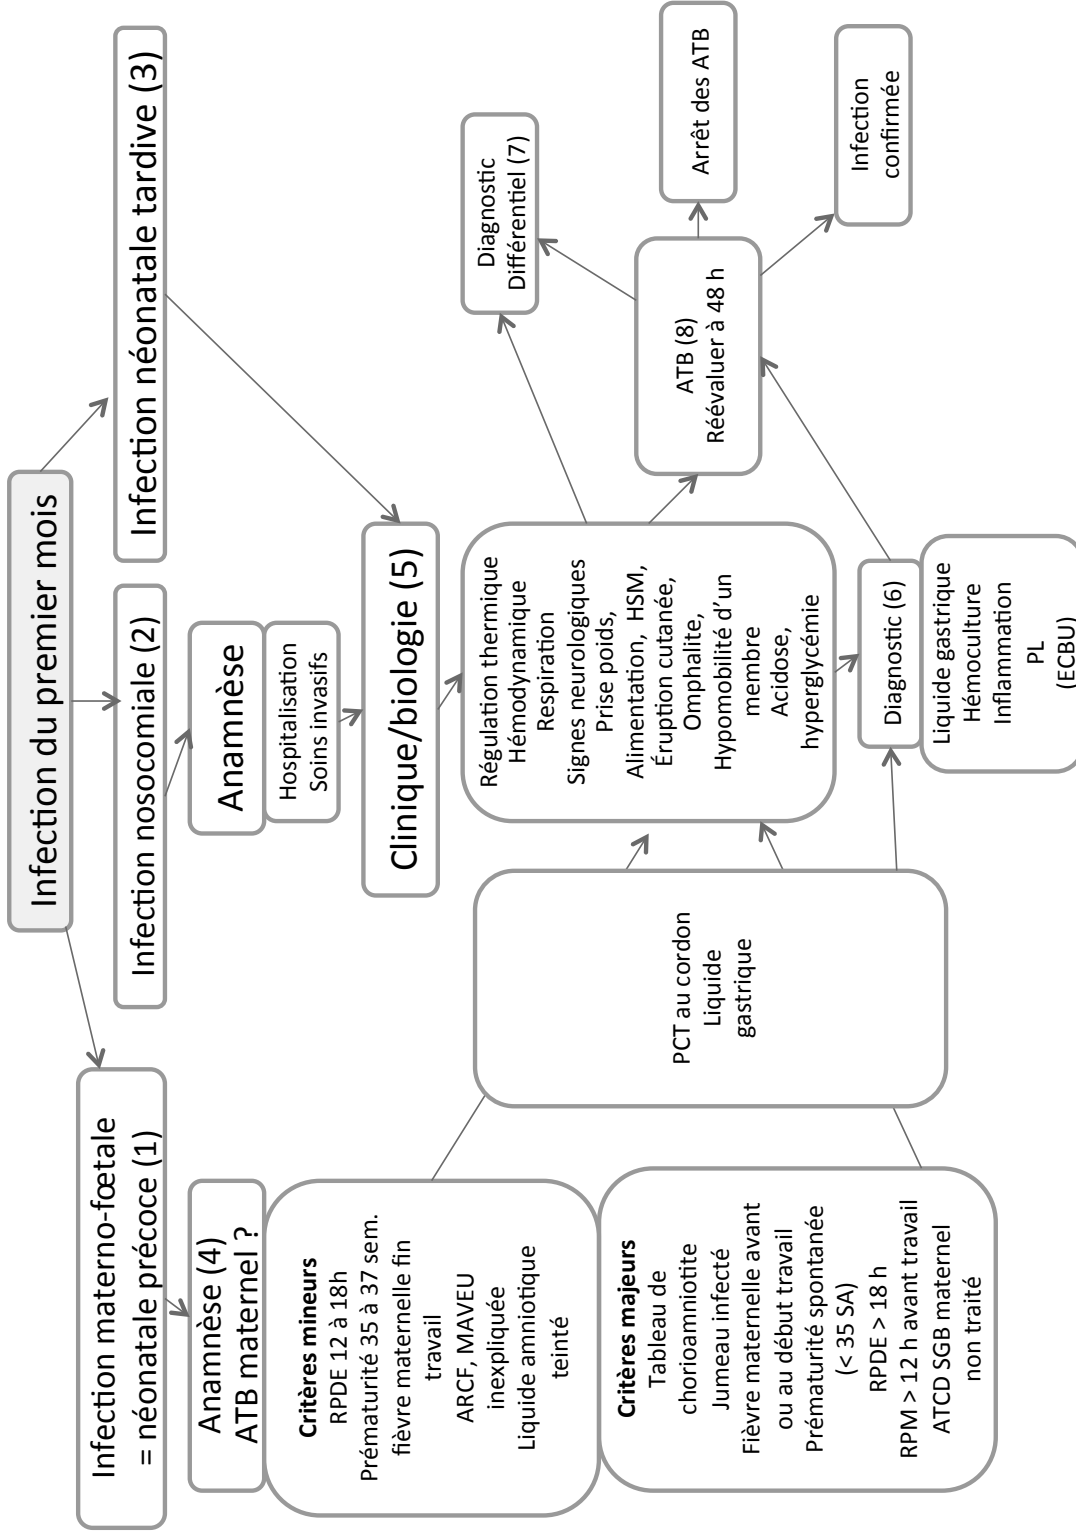 Infection du premier mois
Infection materno-fœtale
= néonatale précoce (1)
Infection nosocomiale (2)
Infection néonatale tardive (3)
Anamnèse (4)
ATB maternel ?
Critères mineurs
RPDE 12 à 18h
Prématurité 35 à 37 sem.
fièvre maternelle fin
travail
ARCF, MAVEU
inexpliquée
Liquide amniotique
teinté
Critères majeurs
Tableau de
chorioamniotite
Jumeau infecté
Fièvre maternelle avant
ou au début travail
Prématurité spontanée
(< 35 SA)
RPDE > 18 h
RPM > 12 h avant travail
ATCD SGB maternel
non traité
PCT au cordon
Liquide
gastrique
Anamnèse
Hospitalisation
Soins invasifs
Clinique/biologie (5)
Régulation thermique
Hémodynamique
Respiration
Signes neurologiques
Prise poids,
Alimentation, HSM,
Éruption cutanée,
Omphalite,
Hypomobilité d’un
membre
Acidose,
hyperglycémie
Diagnostic (6)
Liquide gastrique
Hémoculture
Inflammation
PL
(ECBU)
Diagnostic
Différentiel (7)
ATB (8)
Réévaluer à 48 h
Arrêt des ATB
Infection
confirmée